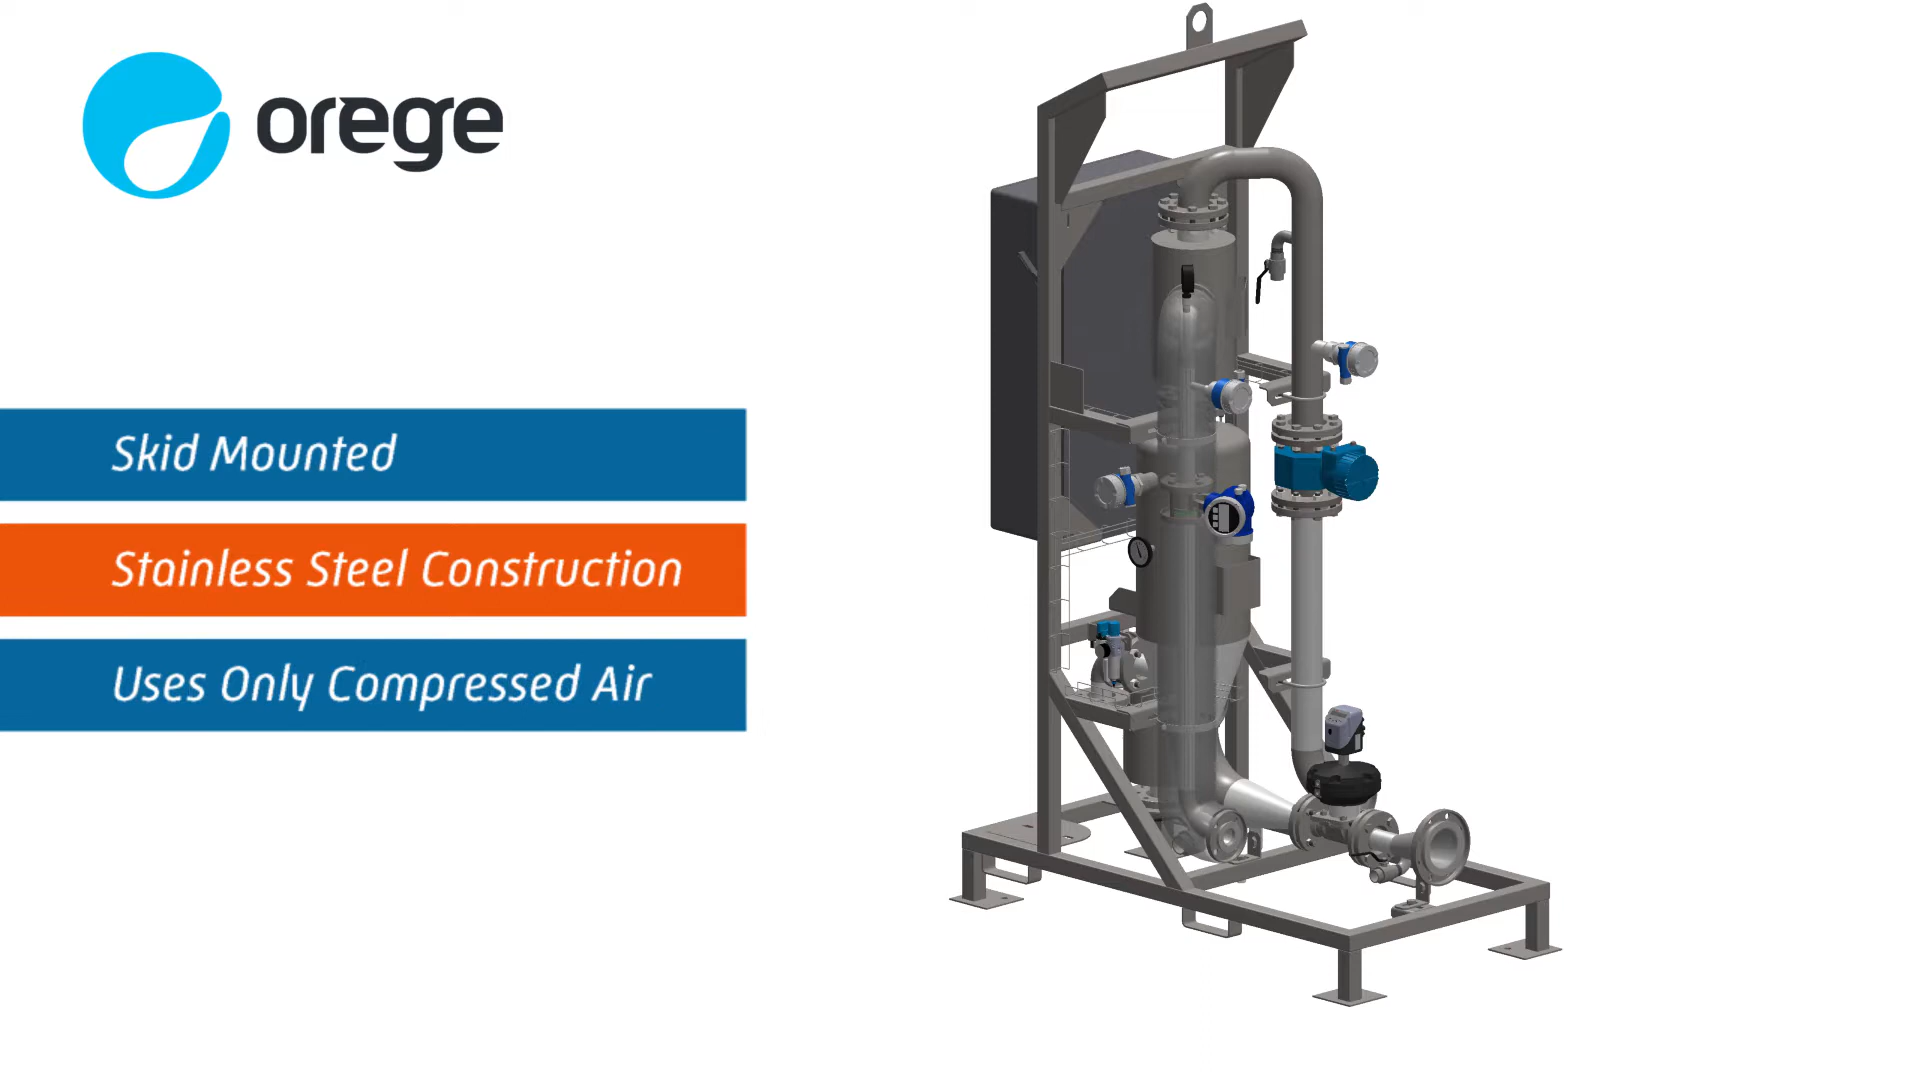 orege
Skid Mounted
Stainless Steel Construction
Uses Only Compressed Air